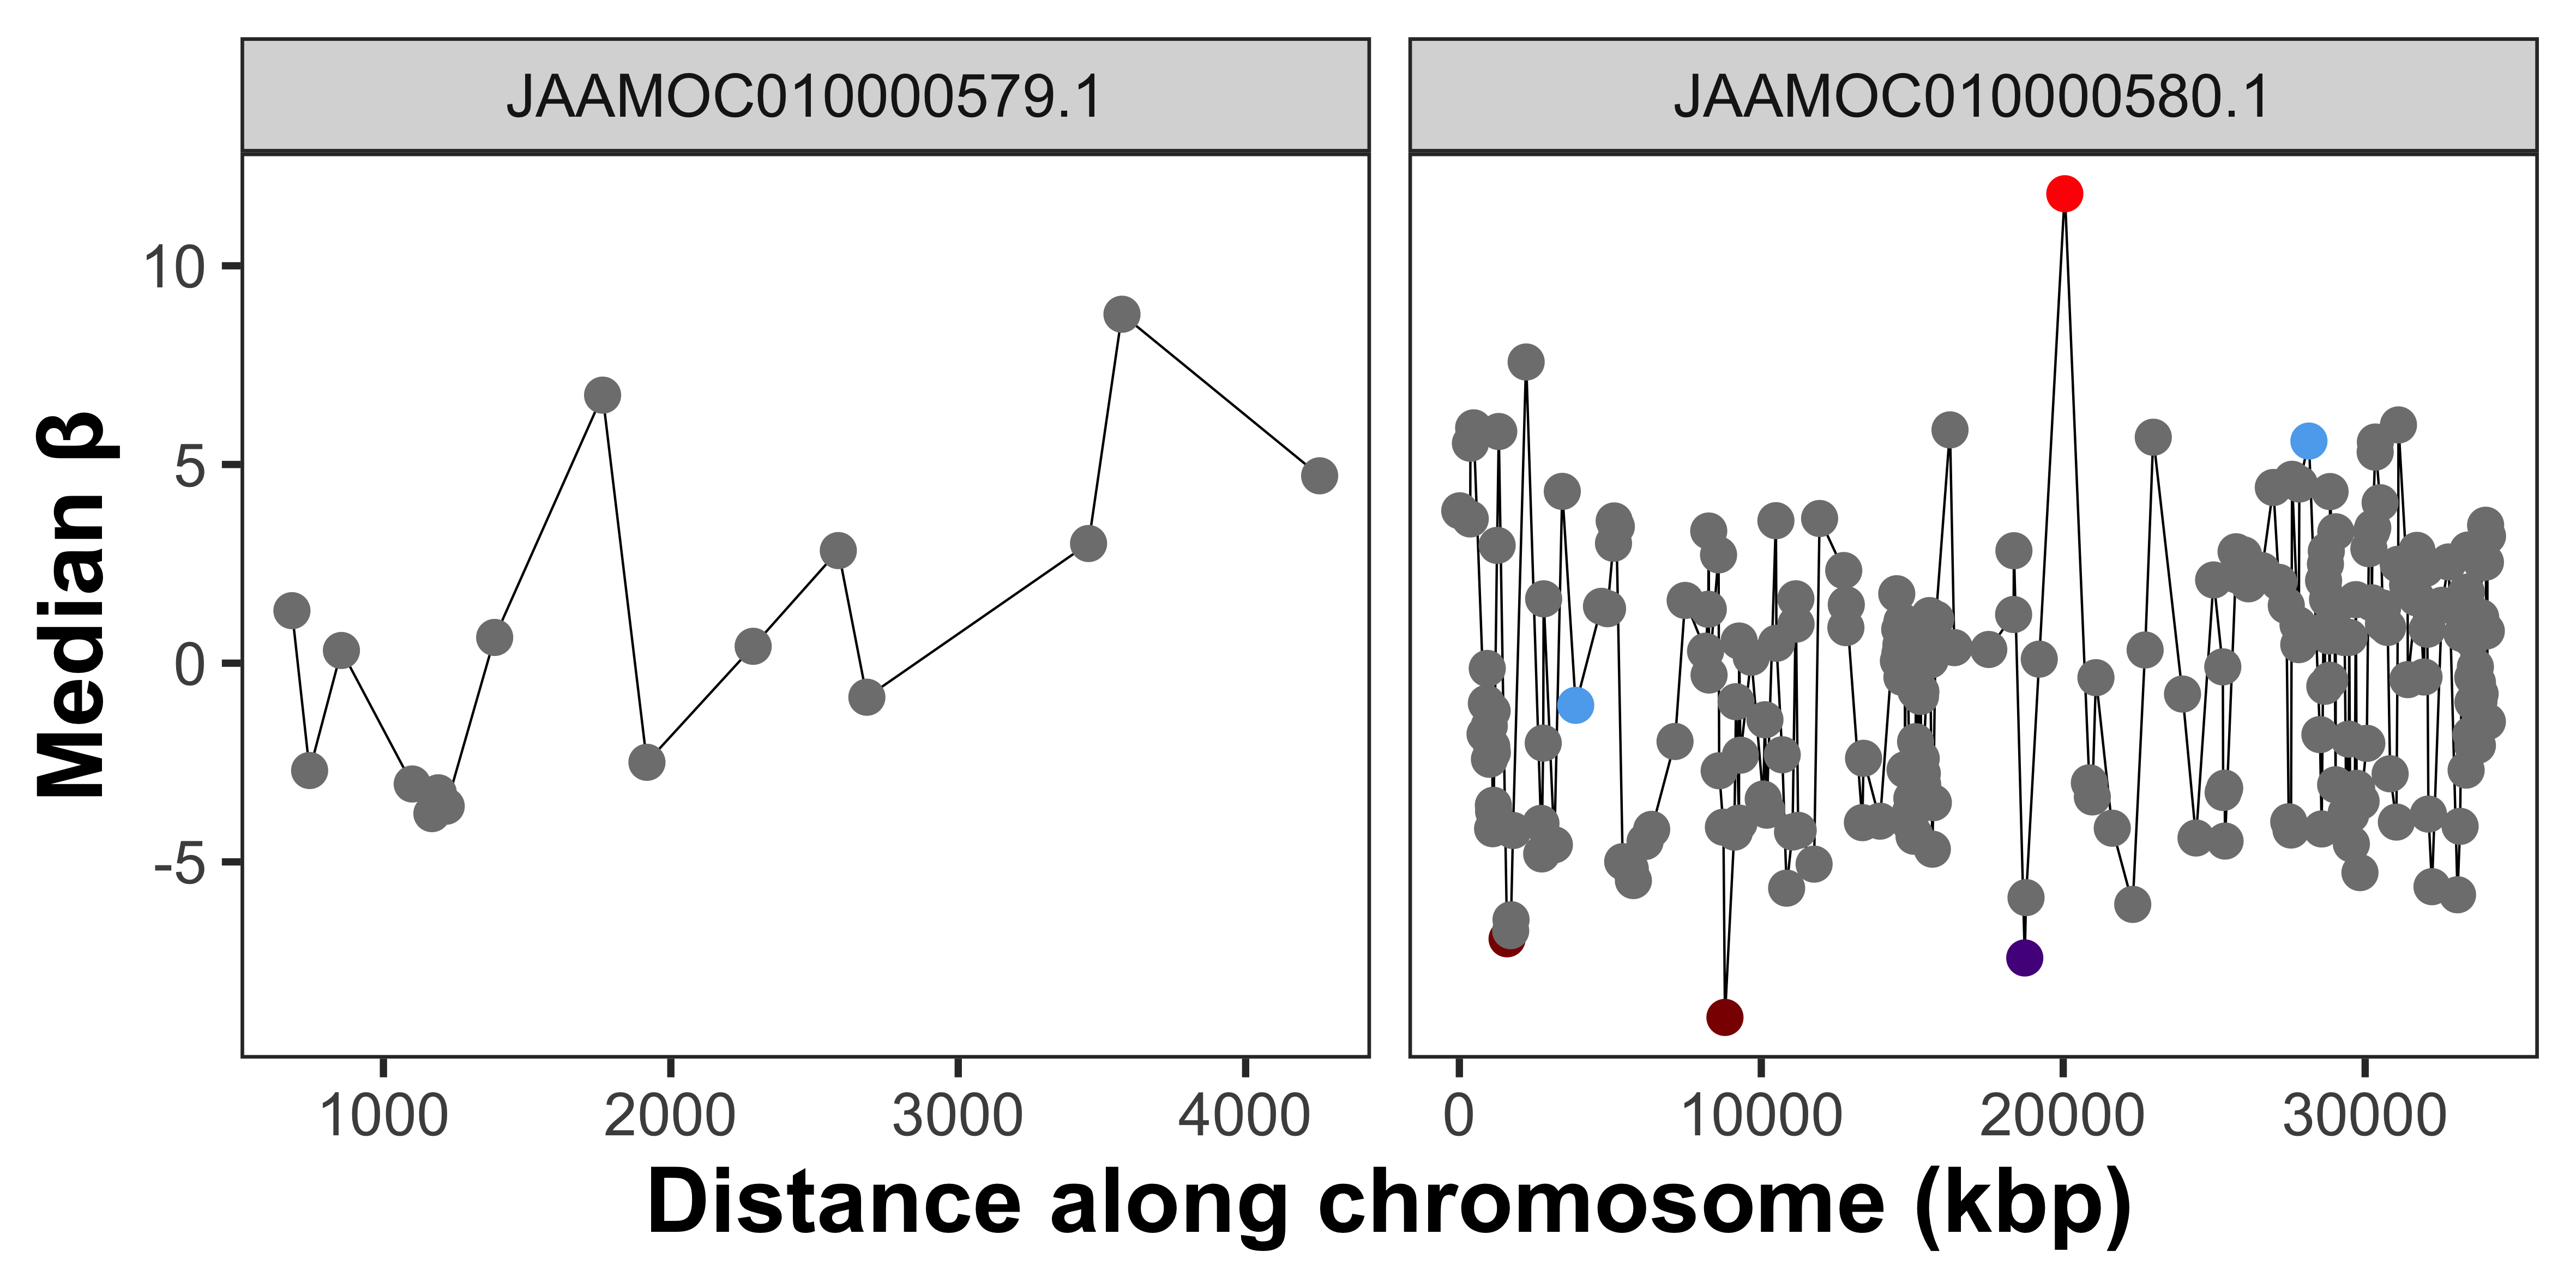 JAAMOC010000579.1
JAAMOC010000580.1
Median β
10
5
0
-5
1000 2000 3000 4000
0 10000 20000 30000
Distance along chromosome (kbp)